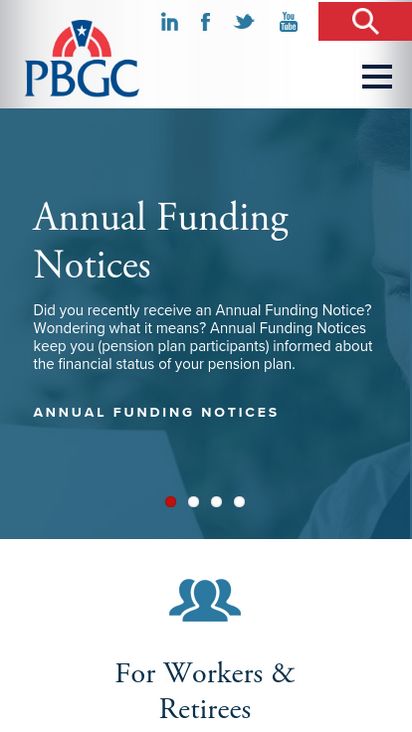 in f You Tube
PBGC
Annual Funding
Notices
Did you recently receive an Annual Funding Notice?
Wondering what it means? Annual Funding Notices
keep you (pension plan participants) informed about
the financial status of your pension plan.
ANNUAL FUNDING NOTICES
For Workers &
Retirees